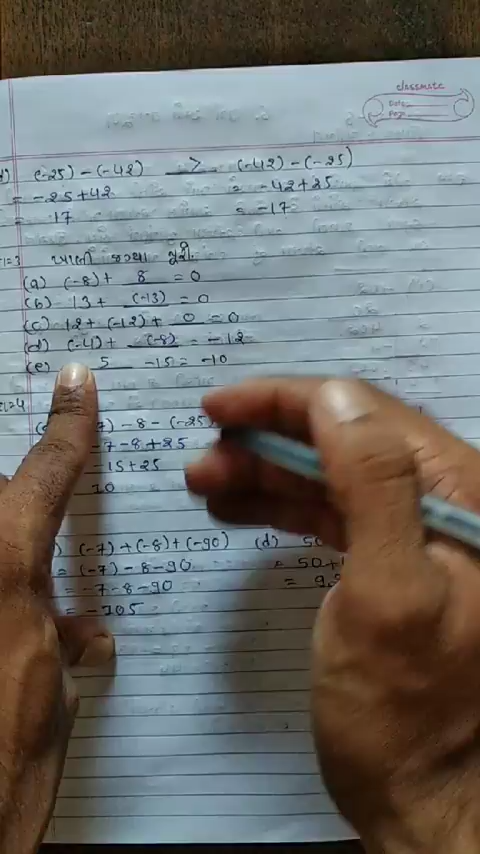 classmate
Date
Page
(-25) - (-42) > (-42) - (-25)
= -25+42 = -42+25
= 17 = -17
ખાલી જગ્યા પૂરો.
(a) (-8) + 8 = 0
(b) 13 + (-13) = 0
(c) 12 + (-12) + 0 = 0
(d) (-4) + (-8) = -12
(e) 5 -15 = -10
7) - 8 - (-25)
-7-8+25
-15+25
10
(-7) + (-8) + (-90) (d) 50
= (-7) - 8 - 90 = 50+
= -7-8-90 =
= -105